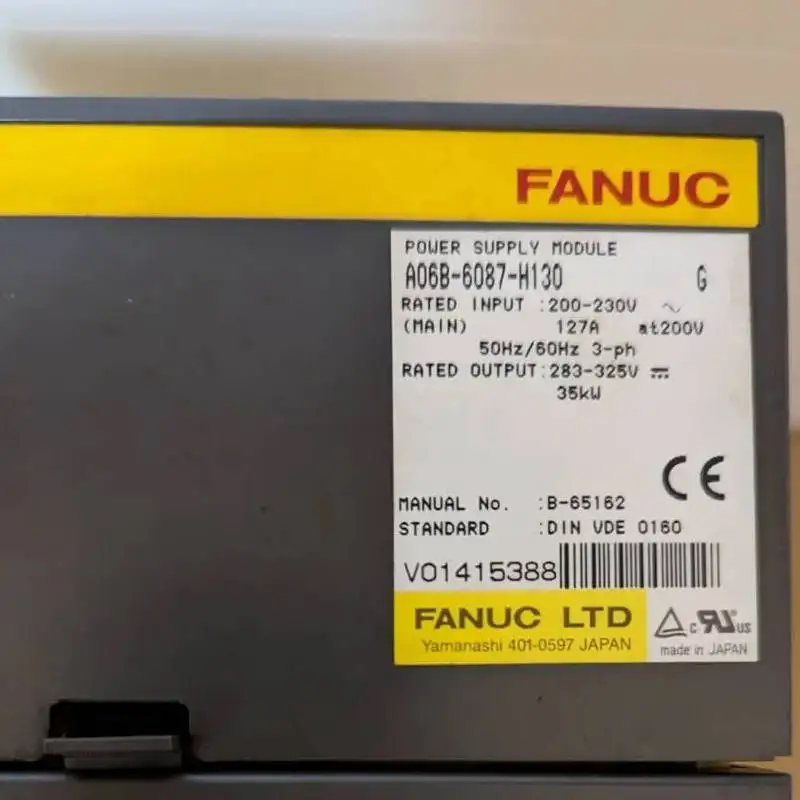 FANUC
POWER SUPPLY MODULE
A06B-6087-H130 G
RATED INPUT :200-230V ∿
(MAIN) 127A at200V
50Hz/60Hz 3-ph
RATED OUTPUT:283-325V ⎓
35kW
CE
MANUAL No. :B-65162
STANDARD :DIN VDE 0160
V01415388
FANUC LTD
Yamanashi 401-0597 JAPAN
c RU US
made in JAPAN